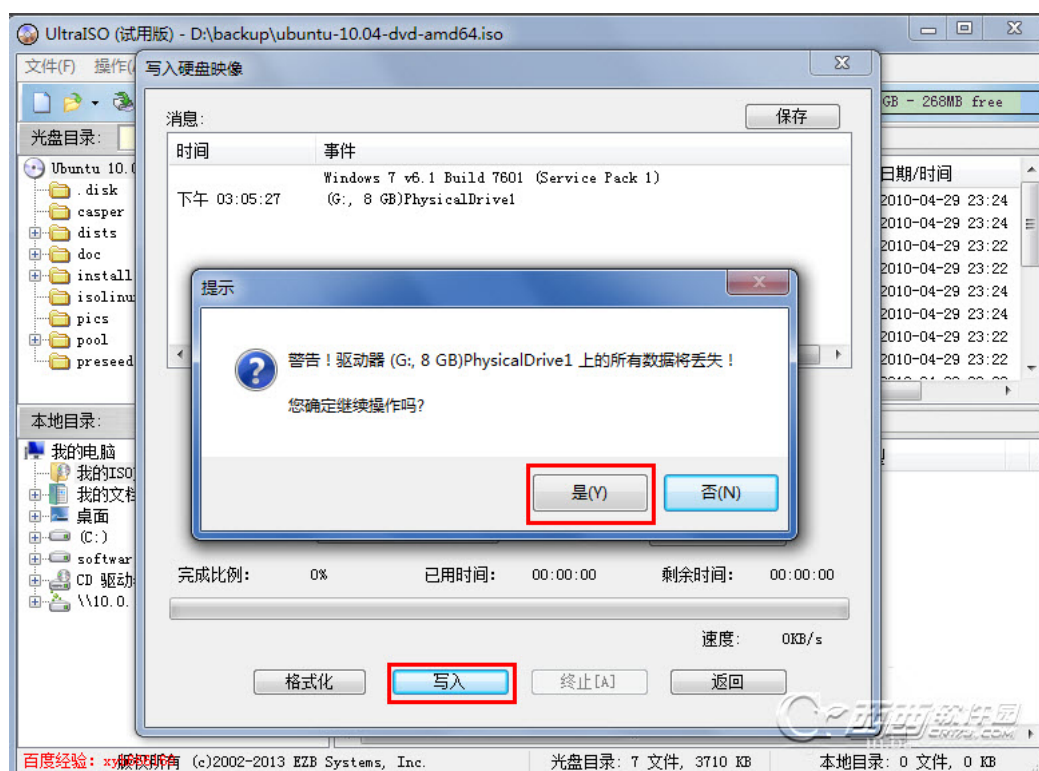 UltraISO (试用版) - D:\backup\ubuntu-10.04-dvd-amd64.iso
文件(F) 操作(
写入硬盘映像
GB - 268MB free
消息:
保存
光盘目录:
时间 事件
Windows 7 v6.1 Build 7601 (Service Pack 1)
下午 03:05:27 (G:, 8 GB)PhysicalDrive1
Ubuntu 10.0
.disk
casper
dists
doc
install
isolinu
pics
pool
preseed
日期/时间
2010-04-29 23:24
2010-04-29 23:24
2010-04-29 23:22
2010-04-29 23:22
2010-04-29 23:24
2010-04-29 23:24
2010-04-29 23:22
2010-04-29 23:22
提示
警告!驱动器 (G:, 8 GB)PhysicalDrive1 上的所有数据将丢失!
您确定继续操作吗?
是(Y) 否(N)
本地目录:
我的电脑
我的ISO
我的文档
桌面
(C:)
softwar
CD 驱动
\\10.0.
完成比例: 0% 已用时间: 00:00:00 剩余时间: 00:00:00
速度: 0KB/s
格式化 写入 终止[A] 返回
西西软件园
CR173.COM
百度经验:
版权所有 (c)2002-2013 EZB Systems, Inc.
光盘目录: 7 文件, 3710 KB
本地目录: 0 文件, 0 KB